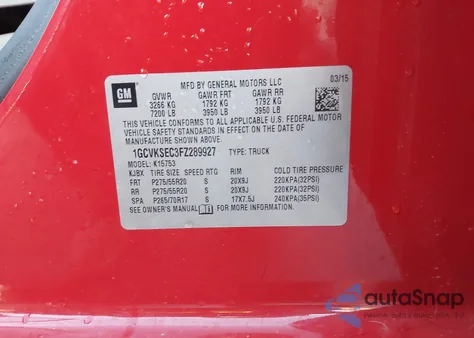 GM
MFD BY GENERAL MOTORS LLC
03/15
GVWR GAWR FRT GAWR RR
3266 KG 1792 KG 1792 KG
7200 LB 3950 LB 3950 LB
THIS VEHICLE CONFORMS TO ALL APPLICABLE U.S. FEDERAL MOTOR
VEHICLE SAFETY STANDARDS IN EFFECT ON THE DATE OF
MANUFACTURE SHOWN ABOVE.
1GCVKSEC3FZ289927 TYPE: TRUCK
MODEL: K15753
KJBX TIRE SIZE SPEED RTG RIM COLD TIRE PRESSURE
FRT P275/55R20 S 20X9J 220KPA(32PSI)
RR P275/55R20 S 20X9J 220KPA(32PSI)
SPA P265/70R17 S 17X7.5J 240KPA(35PSI)
SEE OWNER'S MANUAL FOR MORE INFORMATION.
autoSnap